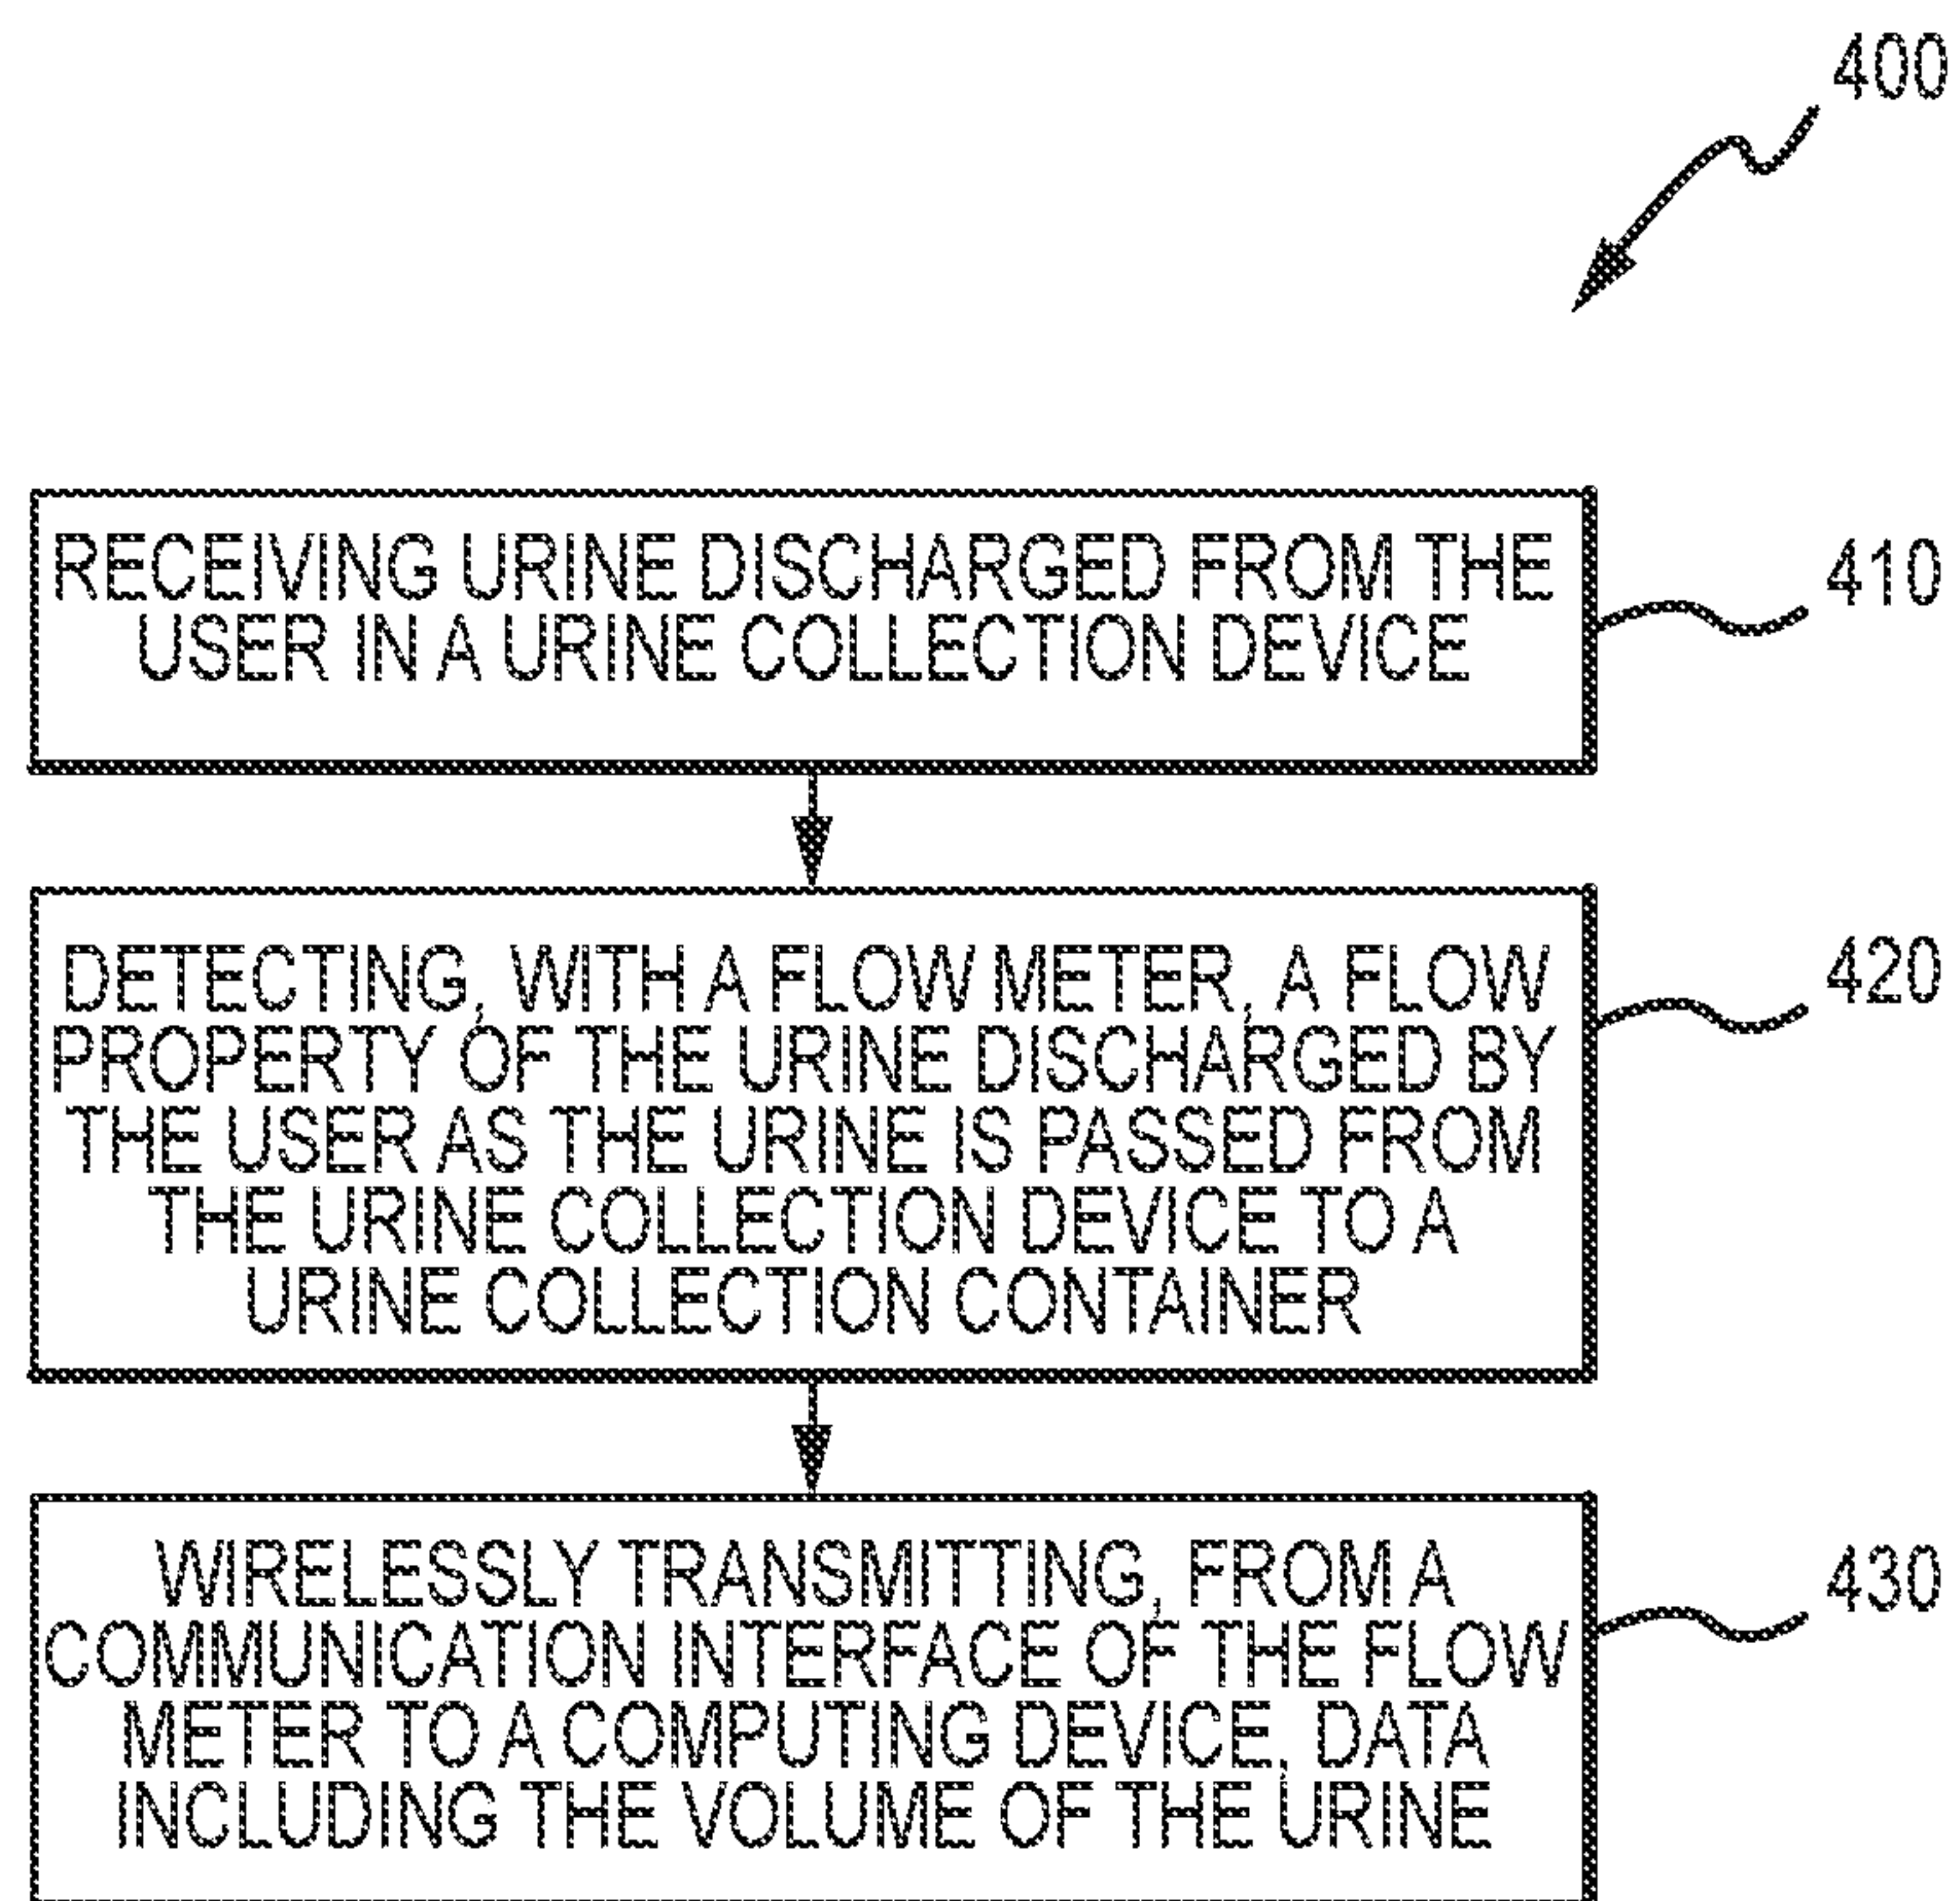 400
RECEIVING URINE DISCHARGED FROM THE
USER IN A URINE COLLECTION DEVICE
410
DETECTING, WITH A FLOW METER, A FLOW
PROPERTY OF THE URINE DISCHARGED BY
THE USER AS THE URINE IS PASSED FROM
THE URINE COLLECTION DEVICE TO A
URINE COLLECTION CONTAINER
420
WIRELESSLY TRANSMITTING, FROM A
COMMUNICATION INTERFACE OF THE FLOW
METER TO A COMPUTING DEVICE, DATA
INCLUDING THE VOLUME OF THE URINE
430